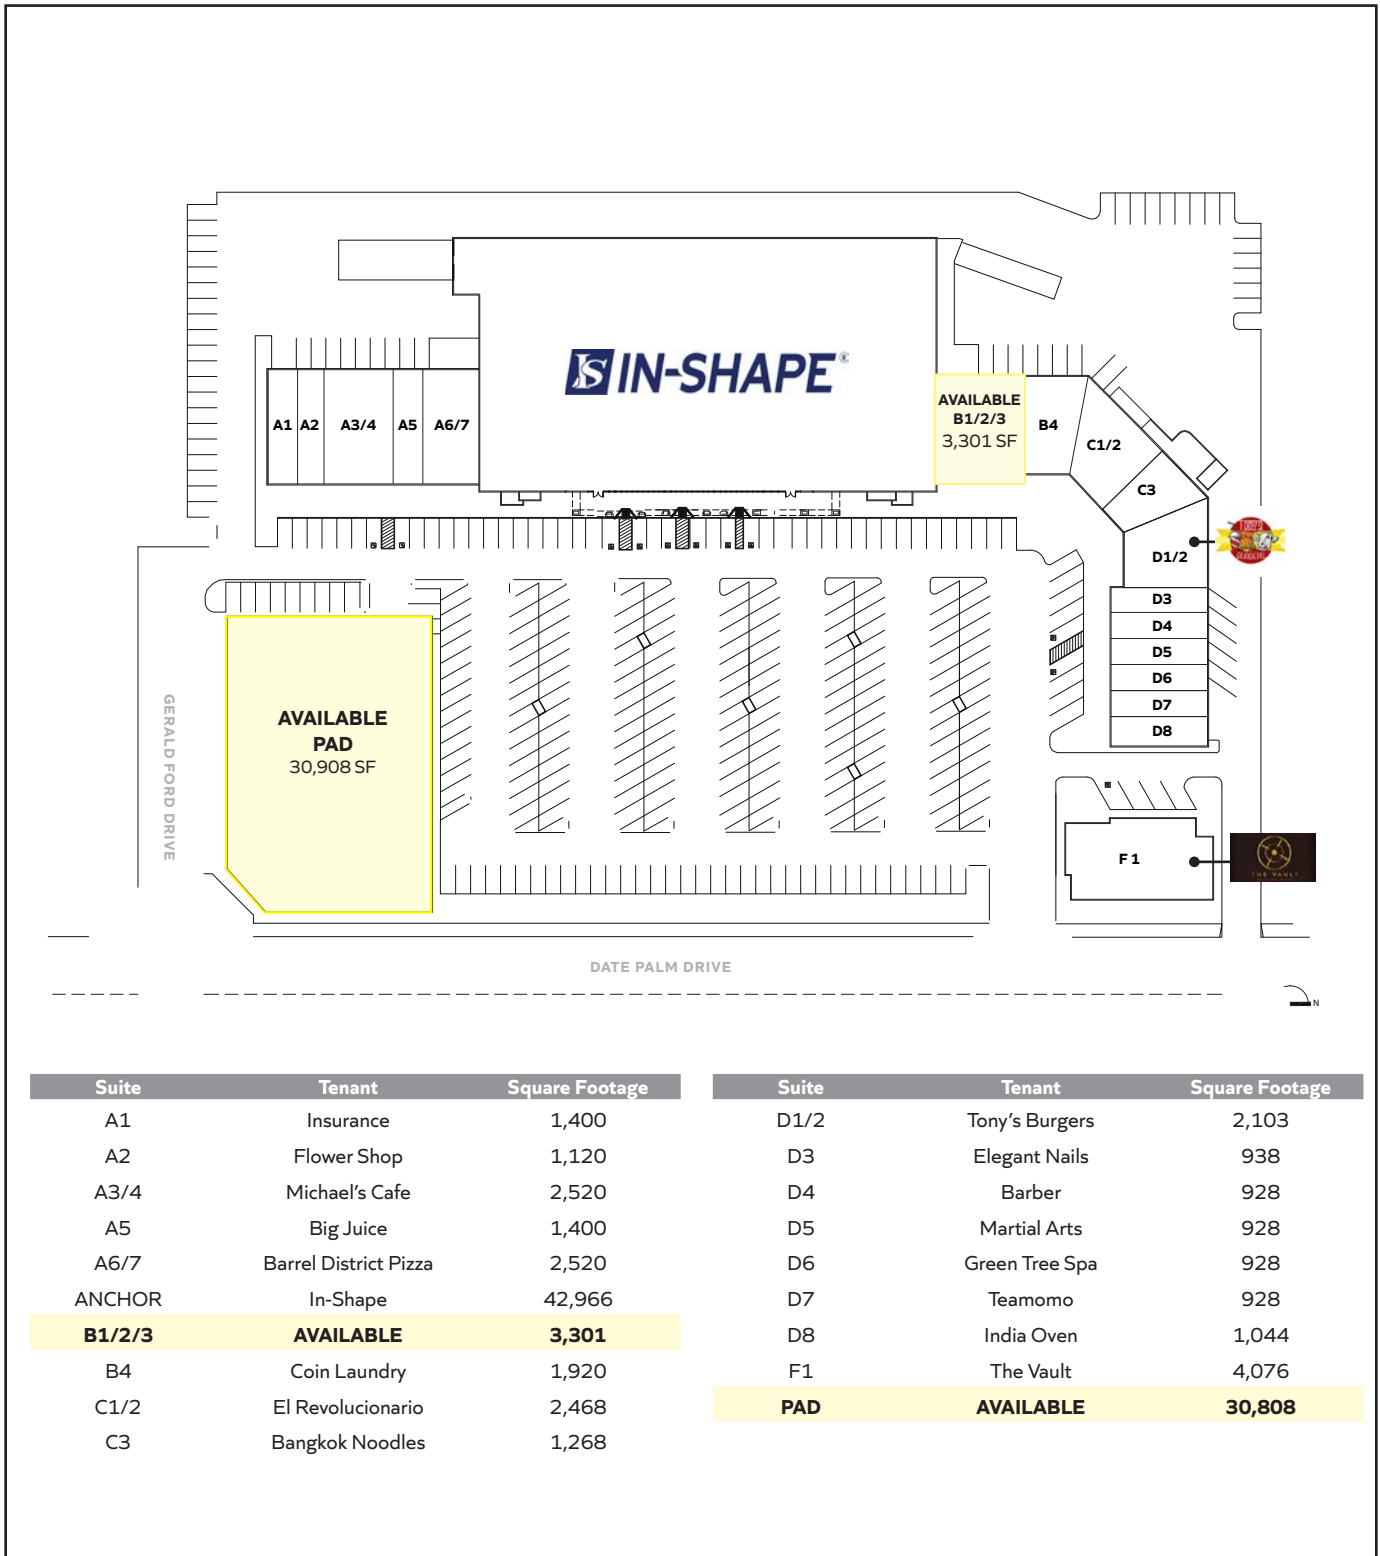 IN-SHAPE
AVAILABLE
B1/2/3
3,301 SF
A1
A2
A3/4
A5
A6/7
B4
C1/2
C3
TONY'S
BURGERS
D1/2
D3
D4
D5
D6
D7
D8
AVAILABLE
PAD
30,908 SF
GERALD FORD DRIVE
F 1
THE VAULT
DATE PALM DRIVE
N
Suite Tenant Square Footage
A1 Insurance 1,400
A2 Flower Shop 1,120
A3/4 Michael's Cafe 2,520
A5 Big Juice 1,400
A6/7 Barrel District Pizza 2,520
ANCHOR In-Shape 42,966
B1/2/3 AVAILABLE 3,301
B4 Coin Laundry 1,920
C1/2 El Revolucionario 2,468
C3 Bangkok Noodles 1,268
Suite Tenant Square Footage
D1/2 Tony's Burgers 2,103
D3 Elegant Nails 938
D4 Barber 928
D5 Martial Arts 928
D6 Green Tree Spa 928
D7 Teamomo 928
D8 India Oven 1,044
F1 The Vault 4,076
PAD AVAILABLE 30,808